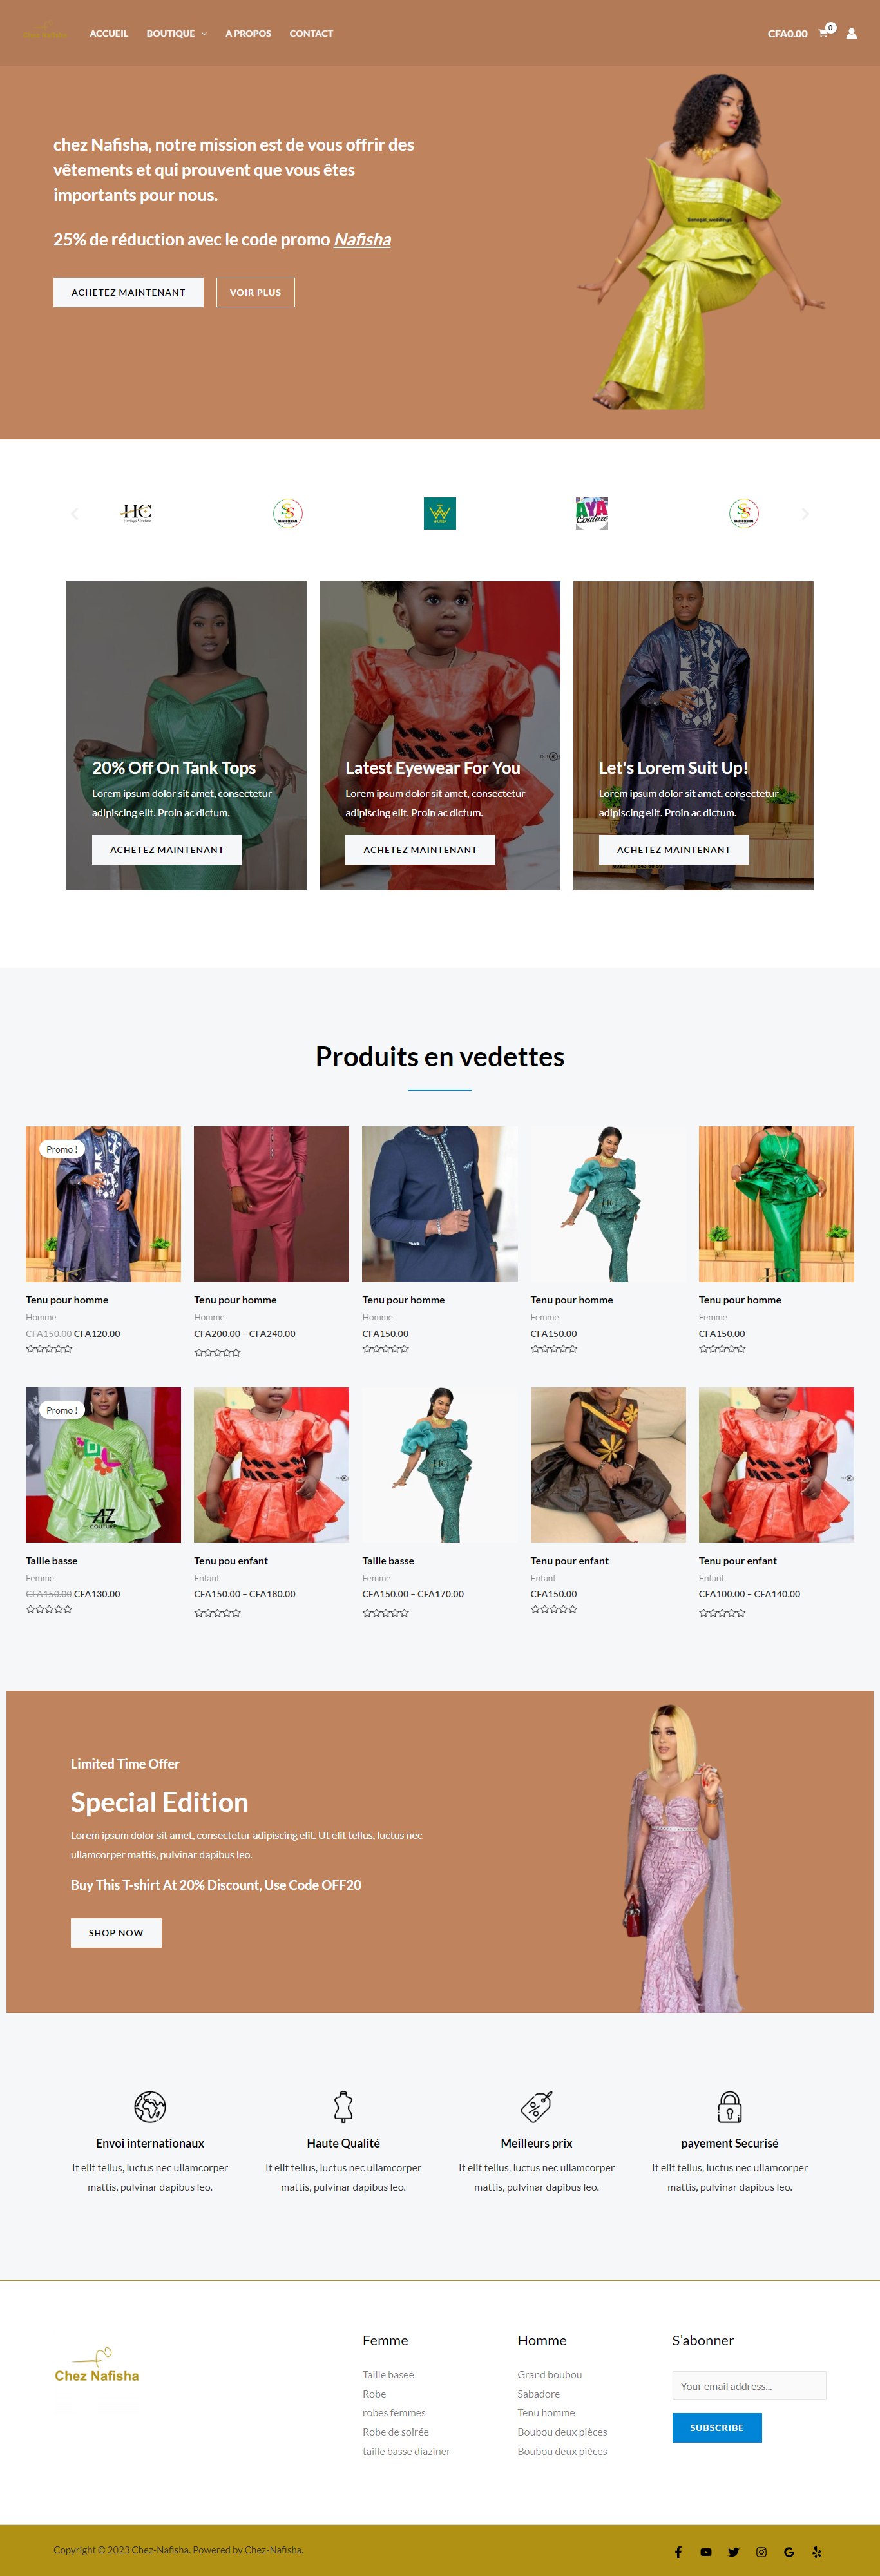 Chez Nafisha
ACCUEIL
BOUTIQUE
A PROPOS
CONTACT
CFA0.00
0
chez Nafisha, notre mission est de vous offrir des
vêtements et qui prouvent que vous êtes
importants pour nous.
25% de réduction avec le code promo Nafisha
ACHETEZ MAINTENANT
VOIR PLUS
HC
SS
AYA
Couture
SS
20% Off On Tank Tops
Lorem ipsum dolor sit amet, consectetur
adipiscing elit. Proin ac dictum.
ACHETEZ MAINTENANT
Latest Eyewear For You
Lorem ipsum dolor sit amet, consectetur
adipiscing elit. Proin ac dictum.
ACHETEZ MAINTENANT
Let's Lorem Suit Up!
Lorem ipsum dolor sit amet, consectetur
adipiscing elit. Proin ac dictum.
ACHETEZ MAINTENANT
Produits en vedettes
Promo !
Tenu pour homme
Homme
CFA150.00 CFA120.00
Tenu pour homme
Homme
CFA200.00 – CFA240.00
Tenu pour homme
Homme
CFA150.00
Tenu pour homme
Femme
CFA150.00
Tenu pour homme
Femme
CFA150.00
Promo !
AZ
COUTURE
Taille basse
Femme
CFA150.00 CFA130.00
Tenu pou enfant
Enfant
CFA150.00 – CFA180.00
Taille basse
Femme
CFA150.00 – CFA170.00
Tenu pour enfant
Enfant
CFA150.00
Tenu pour enfant
Enfant
CFA100.00 – CFA140.00
Limited Time Offer
Special Edition
Lorem ipsum dolor sit amet, consectetur adipiscing elit. Ut elit tellus, luctus nec
ullamcorper mattis, pulvinar dapibus leo.
Buy This T-shirt At 20% Discount, Use Code OFF20
SHOP NOW
Envoi internationaux
It elit tellus, luctus nec ullamcorper
mattis, pulvinar dapibus leo.
Haute Qualité
It elit tellus, luctus nec ullamcorper
mattis, pulvinar dapibus leo.
Meilleurs prix
It elit tellus, luctus nec ullamcorper
mattis, pulvinar dapibus leo.
payement Securisé
It elit tellus, luctus nec ullamcorper
mattis, pulvinar dapibus leo.
Chez Nafisha
Femme
Taille basee
Robe
robes femmes
Robe de soirée
taille basse diaziner
Homme
Grand boubou
Sabadore
Tenu homme
Boubou deux pièces
Boubou deux pièces
S’abonner
Your email address...
SUBSCRIBE
Copyright © 2023 Chez-Nafisha. Powered by Chez-Nafisha.